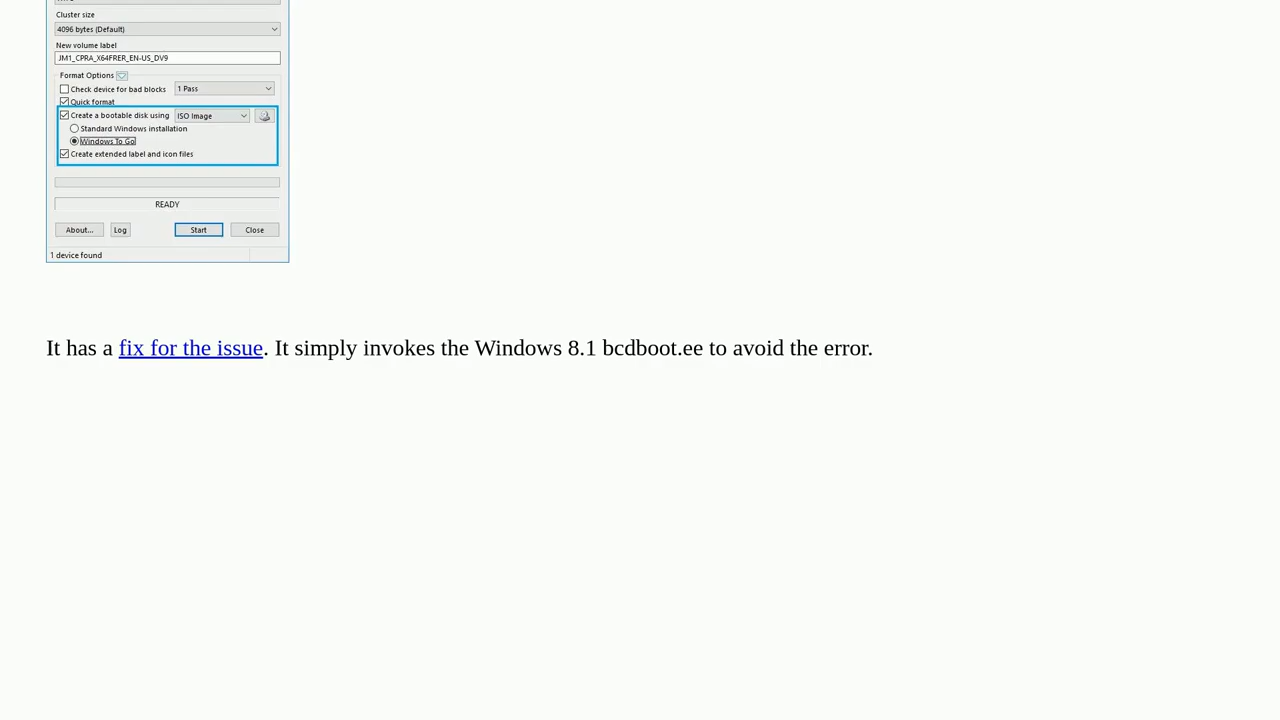 Cluster size
4096 bytes (Default)
New volume label
JM1_CPRA_X64FRER_EN-US_DV9
Format Options
Check device for bad blocks 1 Pass
Quick format
Create a bootable disk using ISO Image
Standard Windows installation
Windows To Go
Create extended label and icon files
READY
About... Log Start Close
1 device found
It has a fix for the issue. It simply invokes the Windows 8.1 bcdboot.ee to avoid the error.